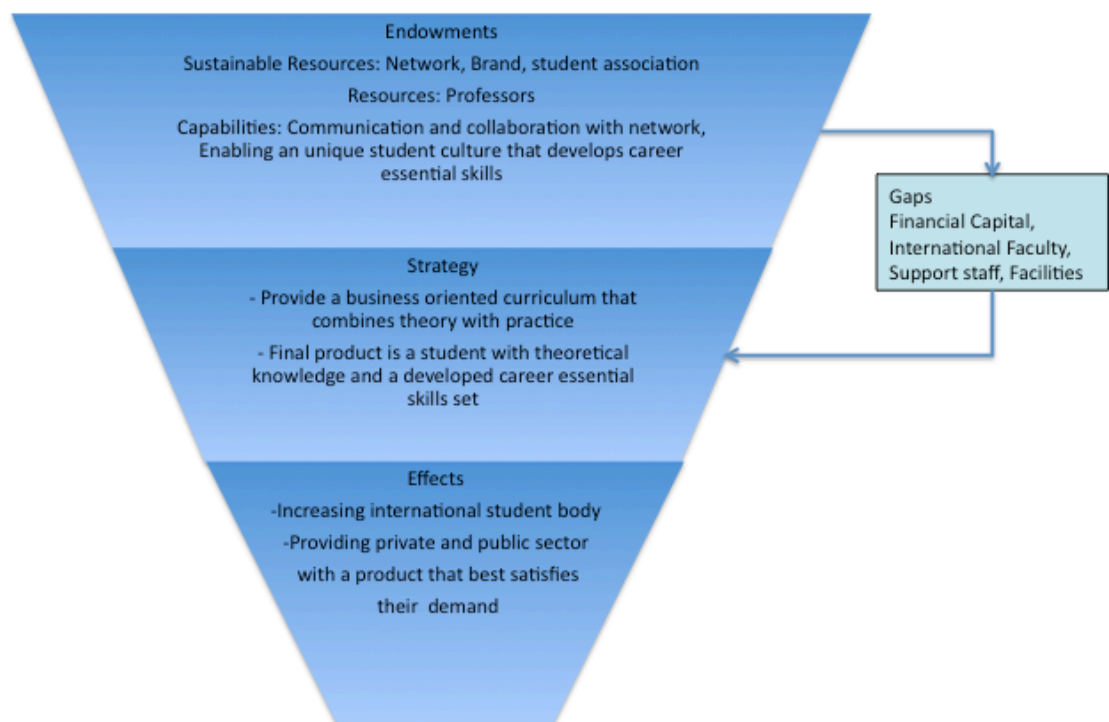 Endowments
Sustainable Resources: Network, Brand, student association
Resources: Professors
Capabilities: Communication and collaboration with network,
Enabling an unique student culture that develops career
essential skills
Gaps
Financial Capital,
International Faculty,
Support staff, Facilities
Strategy
- Provide a business oriented curriculum that
combines theory with practice
- Final product is a student with theoretical
knowledge and a developed career essential
skills set
Effects
-Increasing international student body
-Providing private and public sector
with a product that best satisfies
their demand